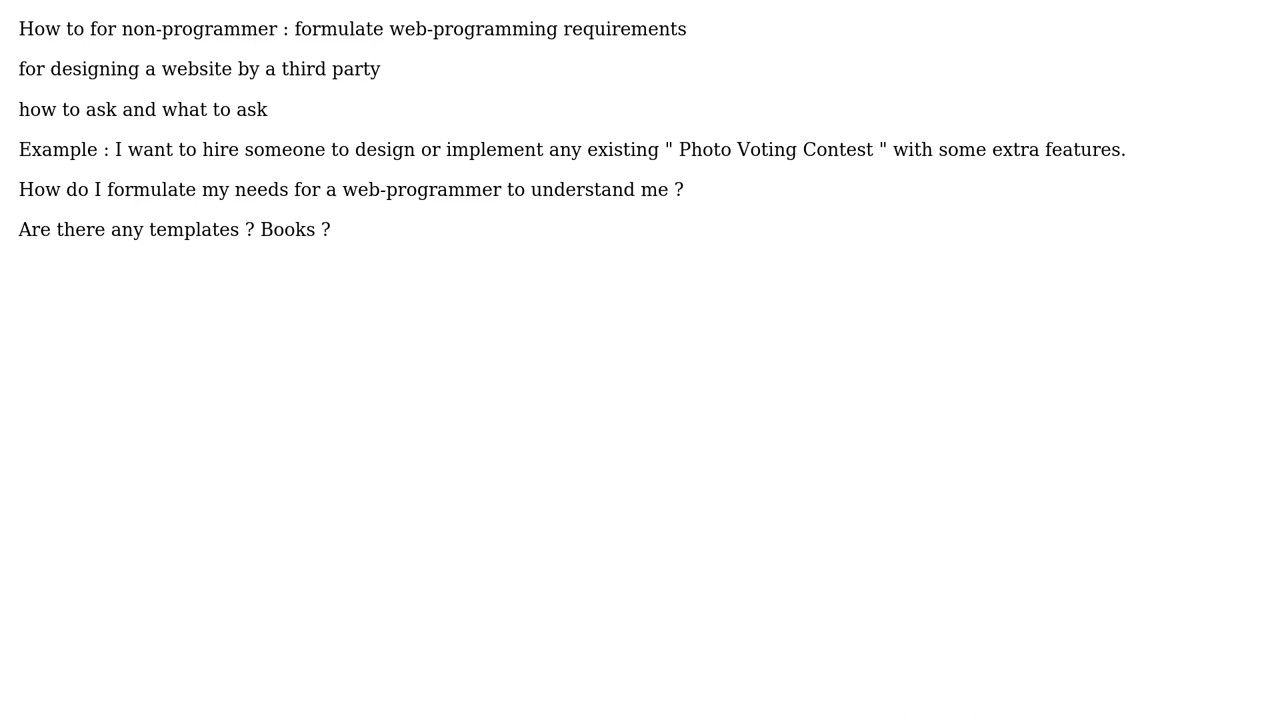 How to for non-programmer : formulate web-programming requirements
for designing a website by a third party
how to ask and what to ask
Example : I want to hire someone to design or implement any existing " Photo Voting Contest " with some extra features.
How do I formulate my needs for a web-programmer to understand me ?
Are there any templates ? Books ?